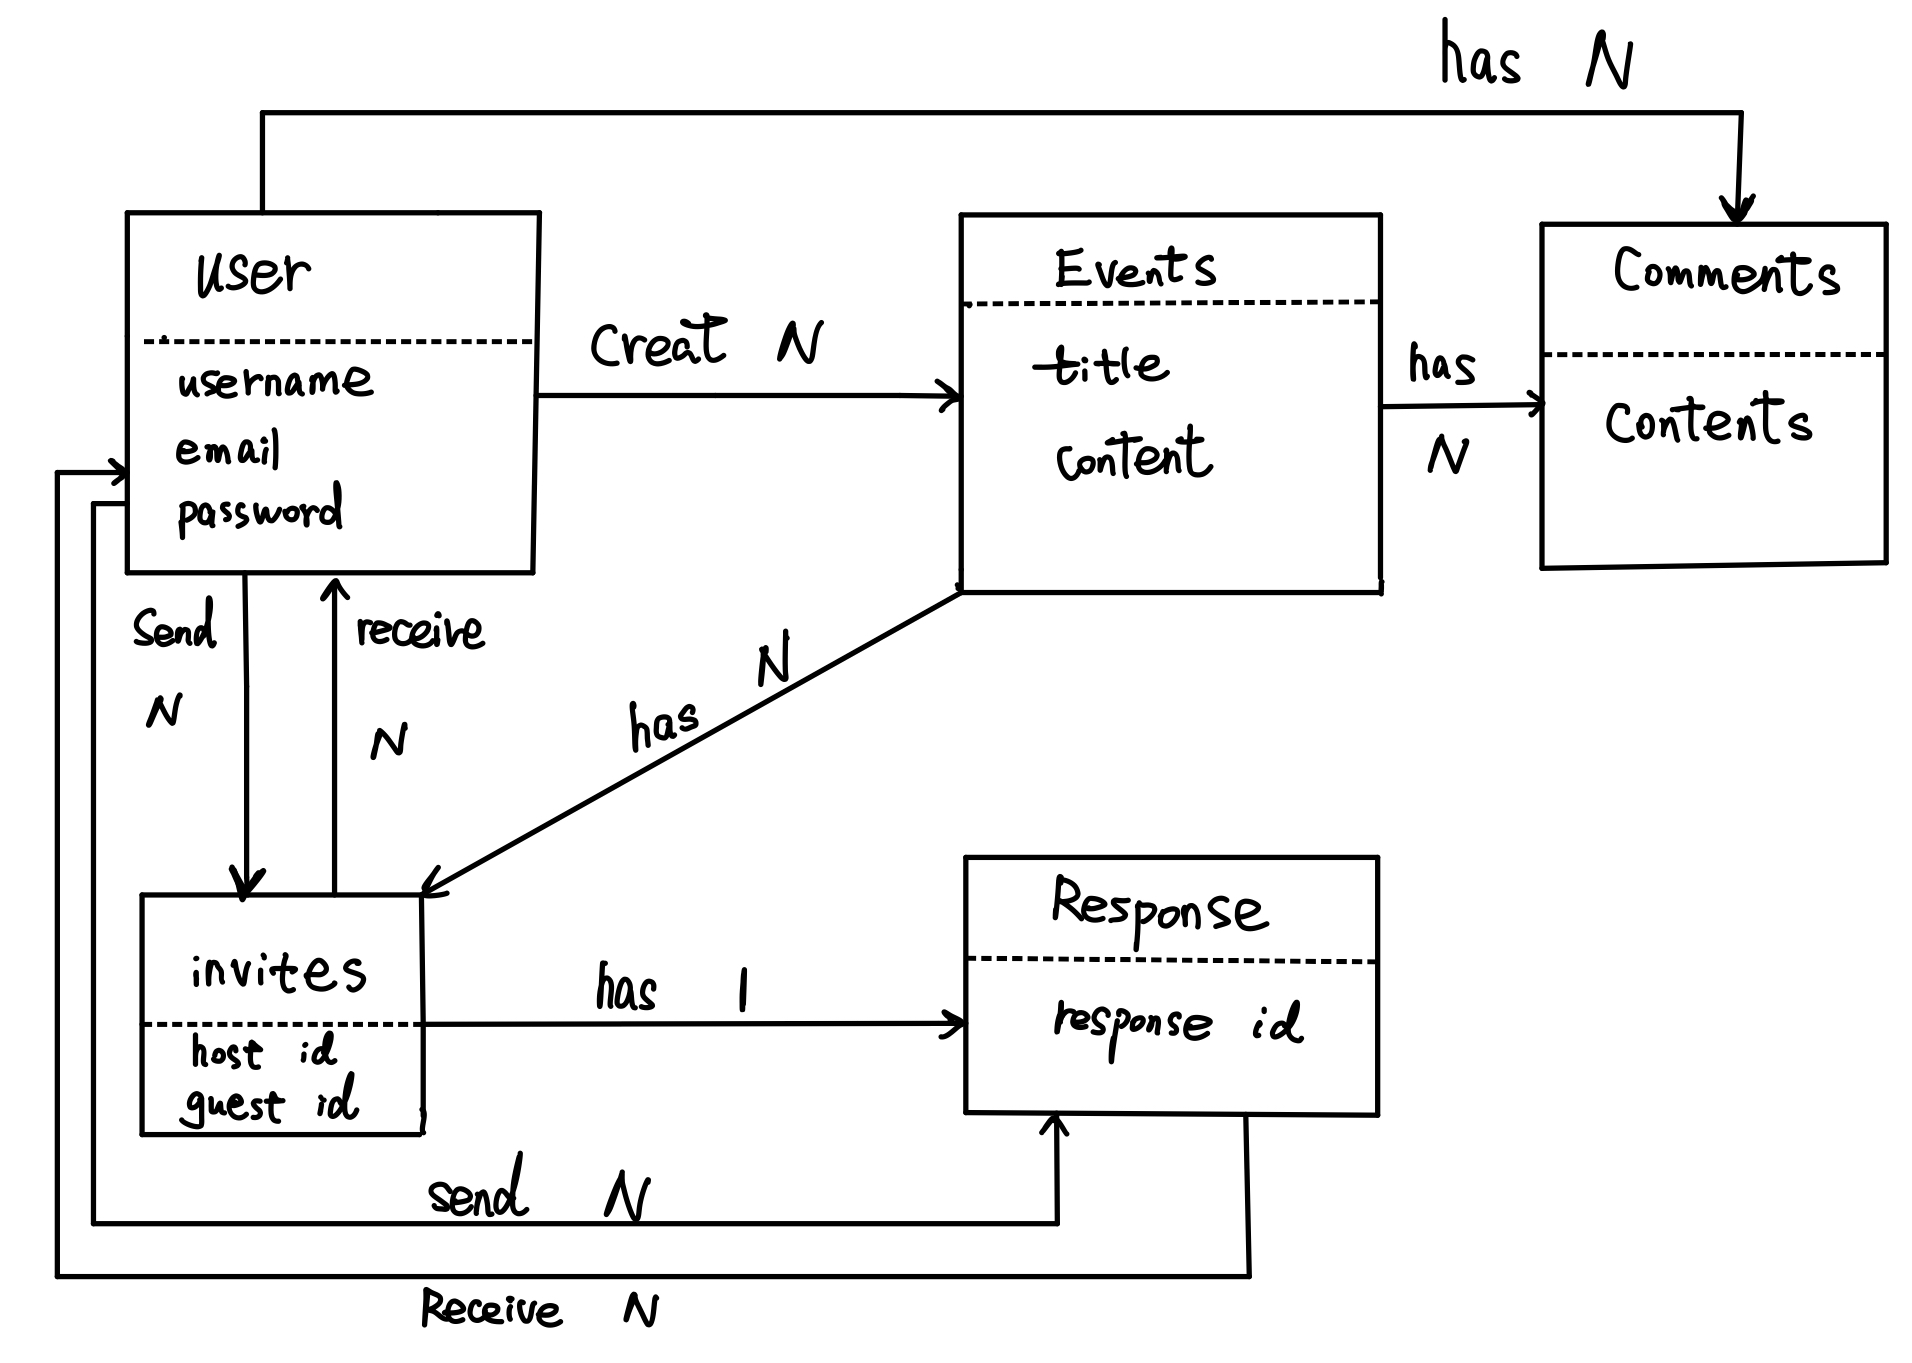 has N
User
username
email
password
Creat N
Events
title
content
has
N
Comments
Contents
Send
N
receive
N
has N
invites
host id
guest id
has 1
Response
response id
send N
Receive N